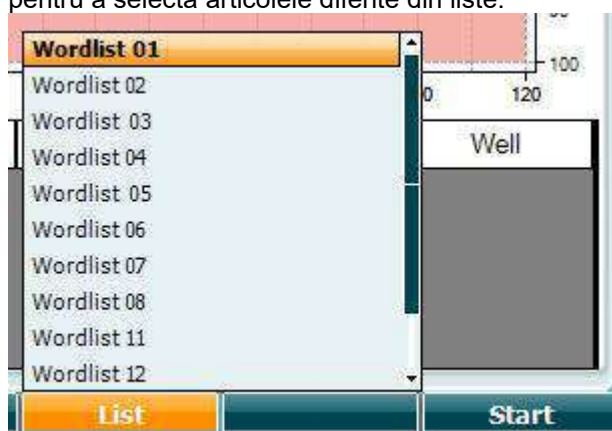 pentru a selecta articolele diferite din liste.
Wordlist 01
Wordlist 02
Wordlist 03
Wordlist 04
Wordlist 05
Wordlist 06
Wordlist 07
Wordlist 08
Wordlist 11
Wordlist 12
100
120
Well
List
Start